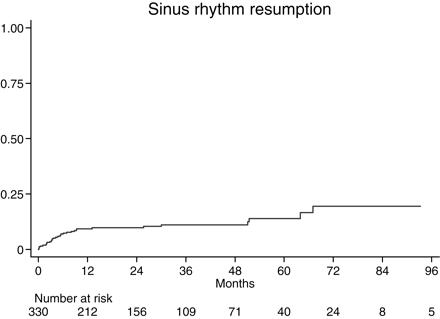 Sinus rhythm resumption
1.00
0.75
0.50
0.25
0
0 12 24 36 48 60 72 84 96
Months
Number at risk
330 212 156 109 71 40 24 8 5